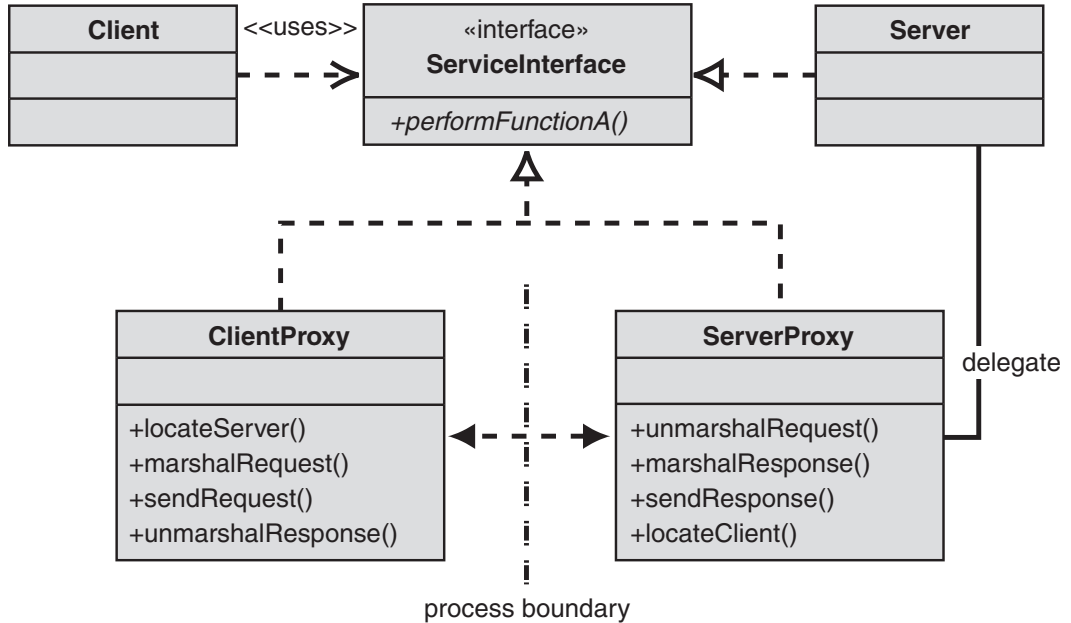 Client
<<uses>>
«interface»
ServiceInterface
+performFunctionA()
Server
ClientProxy
+locateServer()
+marshalRequest()
+sendRequest()
+unmarshalResponse()
ServerProxy
+unmarshalRequest()
+marshalResponse()
+sendResponse()
+locateClient()
delegate
process boundary